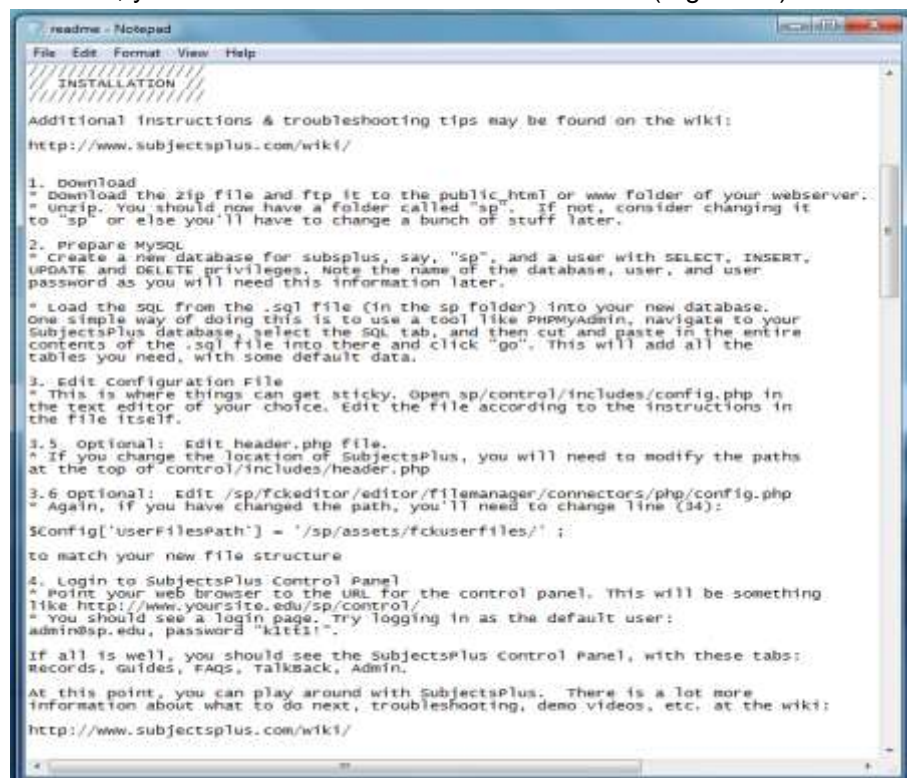 readme - Notepad
File Edit Format View Help
//////////////////
// INSTALLATION //
//////////////////
Additional instructions & troubleshooting tips may be found on the wiki:
http://www.subjectsplus.com/wiki/
1. Download
* Download the zip file and ftp it to the public_html or www folder of your webserver.
* Unzip. You should now have a folder called "sp". If not, consider changing it
to "sp" or else you'll have to change a bunch of stuff later.
2. Prepare MySQL
* Create a new database for subsplus, say, "sp", and a user with SELECT, INSERT,
UPDATE and DELETE privileges. Note the name of the database, user, and user
password as you will need this information later.
* Load the SQL from the .sql file (in the sp folder) into your new database.
One simple way of doing this is to use a tool like PHPMyAdmin, navigate to your
SubjectsPlus database, select the SQL tab, and then cut and paste in the entire
contents of the .sql file into there and click "go". This will add all the
tables you need, with some default data.
3. Edit Configuration File
* This is where things can get sticky. Open sp/control/includes/config.php in
the text editor of your choice. Edit the file according to the instructions in
the file itself.
3.5 Optional: Edit header.php file.
* If you change the location of SubjectsPlus, you will need to modify the paths
at the top of control/includes/header.php
3.6 Optional: Edit /sp/fckeditor/editor/filemanager/connectors/php/config.php
* Again, if you have changed the path, you'll need to change line (34):
$Config['UserFilesPath'] = '/sp/assets/fckuserfiles/' ;
to match your new file structure
4. Login to SubjectsPlus Control Panel
* Point your web browser to the URL for the control panel. This will be something
like http://www.yoursite.edu/sp/control/
* You should see a login page. Try logging in as the default user:
admin@sp.edu, password "k1tt1!".
If all is well, you should see the SubjectsPlus Control Panel, with these tabs:
Records, Guides, FAQs, TalkBack, Admin.
At this point, you can play around with SubjectsPlus. There is a lot more
information about what to do next, troubleshooting, demo videos, etc. at the wiki:
http://www.subjectsplus.com/wiki/